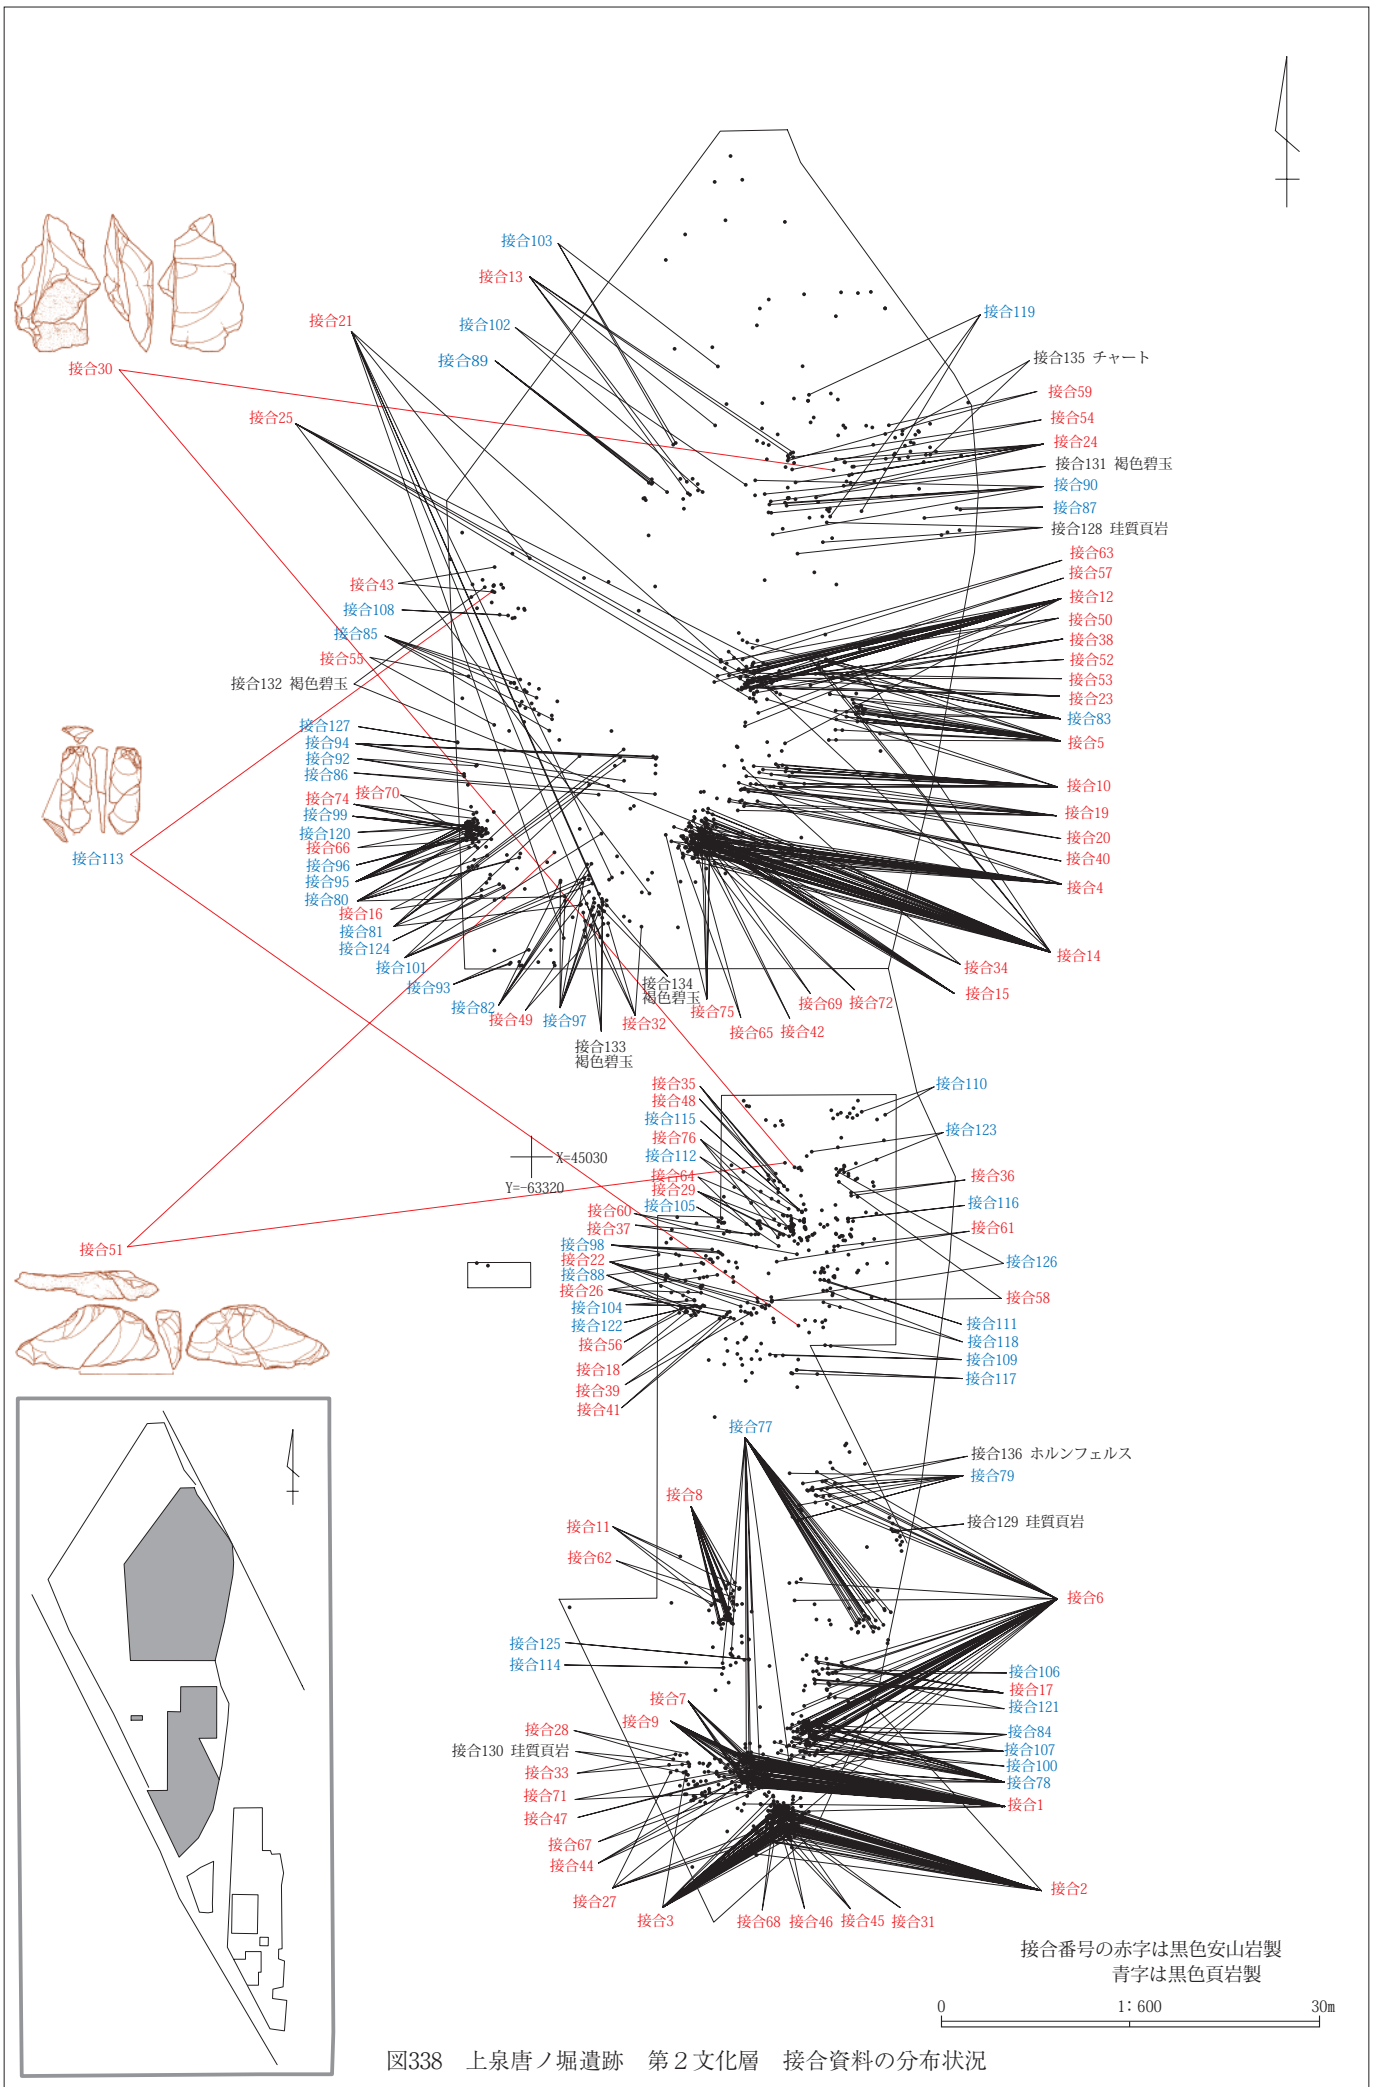 接合103
接合13
接合21
接合102
接合89
接合30
接合25
接合119
接合135 チャート
接合59
接合54
接合24
接合131 褐色碧玉
接合90
接合87
接合128 珪質頁岩
接合63
接合57
接合12
接合50
接合38
接合52
接合53
接合23
接合83
接合5
接合10
接合19
接合20
接合40
接合4
接合14
接合34
接合15
接合43
接合108
接合85
接合55
接合132 褐色碧玉
接合127
接合94
接合92
接合86
接合70
接合74
接合99
接合120
接合66
接合96
接合95
接合80
接合16
接合81
接合124
接合101
接合93
接合82
接合49
接合97
接合133
褐色碧玉
接合32
接合134
褐色碧玉
接合75
接合65
接合42
接合69
接合72
接合113
接合51
X=45030
Y=-63320
接合35
接合48
接合115
接合76
接合112
接合64
接合29
接合105
接合60
接合37
接合98
接合22
接合88
接合26
接合104
接合122
接合56
接合18
接合39
接合41
接合110
接合123
接合36
接合116
接合61
接合126
接合58
接合111
接合118
接合109
接合117
接合77
接合136 ホルンフェルス
接合79
接合129 珪質頁岩
接合8
接合11
接合62
接合6
接合125
接合114
接合106
接合17
接合121
接合84
接合107
接合100
接合78
接合1
接合7
接合9
接合28
接合130 珪質頁岩
接合33
接合71
接合47
接合67
接合44
接合27
接合3
接合68
接合46
接合45
接合31
接合2
接合番号の赤字は黒色安山岩製
青字は黒色頁岩製
0 1:600 30m
図338 上泉唐ノ堀遺跡 第2文化層 接合資料の分布状況